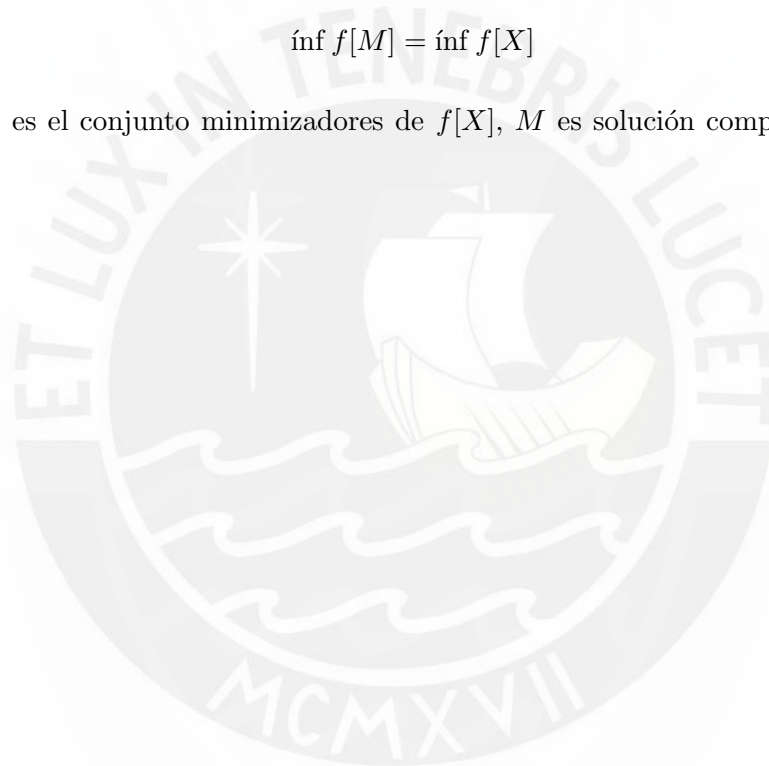 ínf f[M] = ínf f[X]
es el conjunto minimizadores de f[X], M es solución comp
ET LUX IN TENEBRIS LUCET
MCMXVII